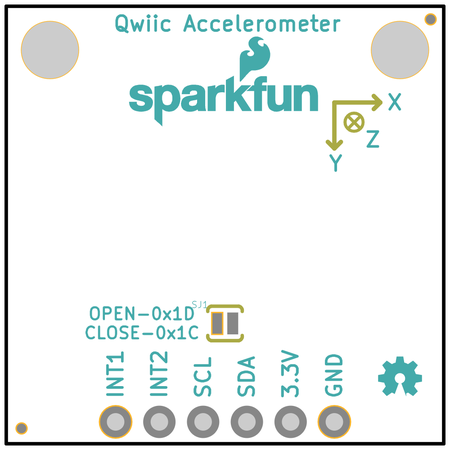 Qwiic Accelerometer
sparkfun
X
Z
Y
SJ1
OPEN-0x1D
CLOSE-0x1C
INT1
INT2
SCL
SDA
3.3V
GND